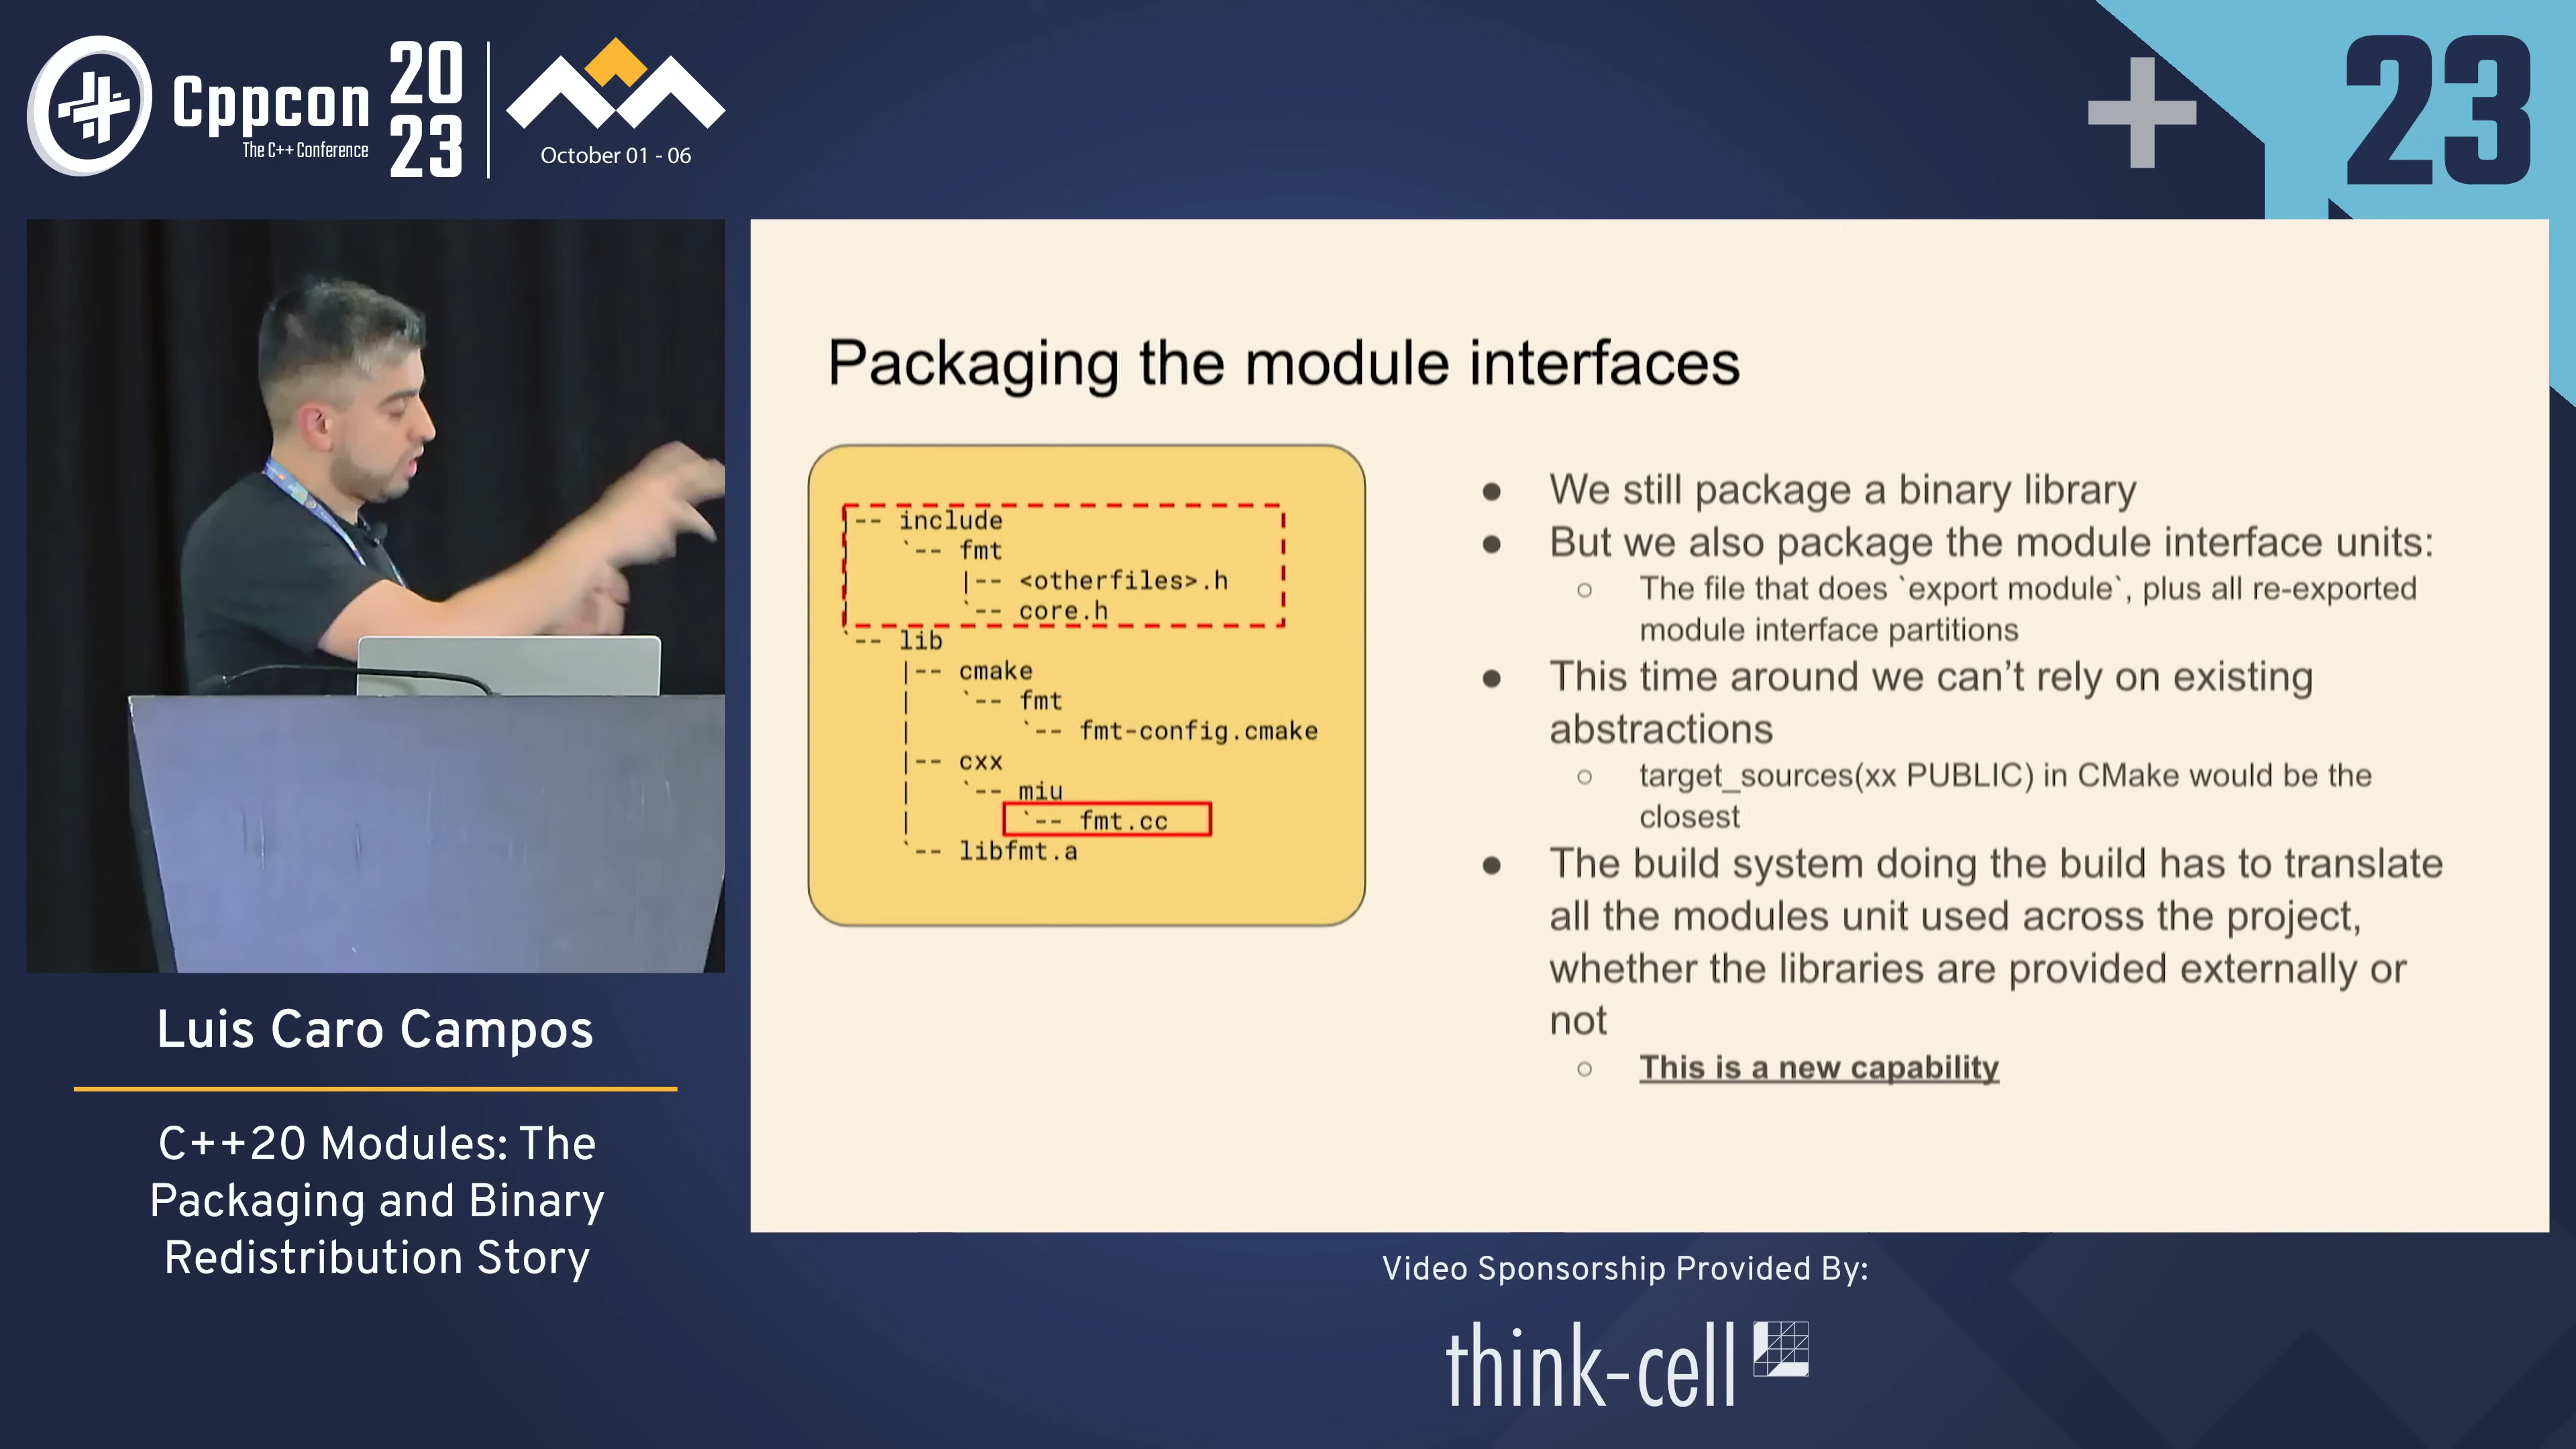 Cppcon
The C++ Conference
20
23
October 01 - 06
23
Packaging the module interfaces
|-- include
`-- fmt
|-- <otherfiles>.h
`-- core.h
`-- lib
|-- cmake
| `-- fmt
| `-- fmt-config.cmake
|-- cxx
| `-- miu
| `-- fmt.cc
`-- libfmt.a
● We still package a binary library
● But we also package the module interface units:
○ The file that does `export module`, plus all re-exported
module interface partitions
● This time around we can’t rely on existing
abstractions
○ target_sources(xx PUBLIC) in CMake would be the
closest
● The build system doing the build has to translate
all the modules unit used across the project,
whether the libraries are provided externally or
not
○ This is a new capability
Luis Caro Campos
C++20 Modules: The
Packaging and Binary
Redistribution Story
Video Sponsorship Provided By:
think-cell